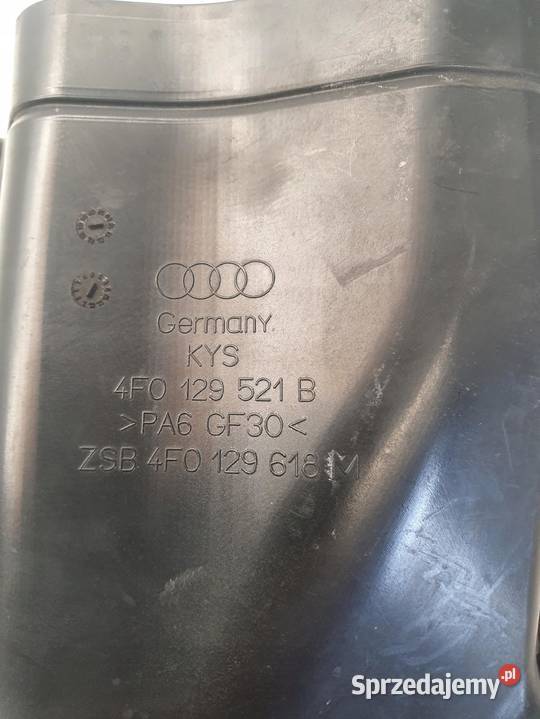 Germany
KYS
4F0 129 521 B
>PA6 GF30<
ZSB 4F0 129 618 M
Sprzedajemy.pl